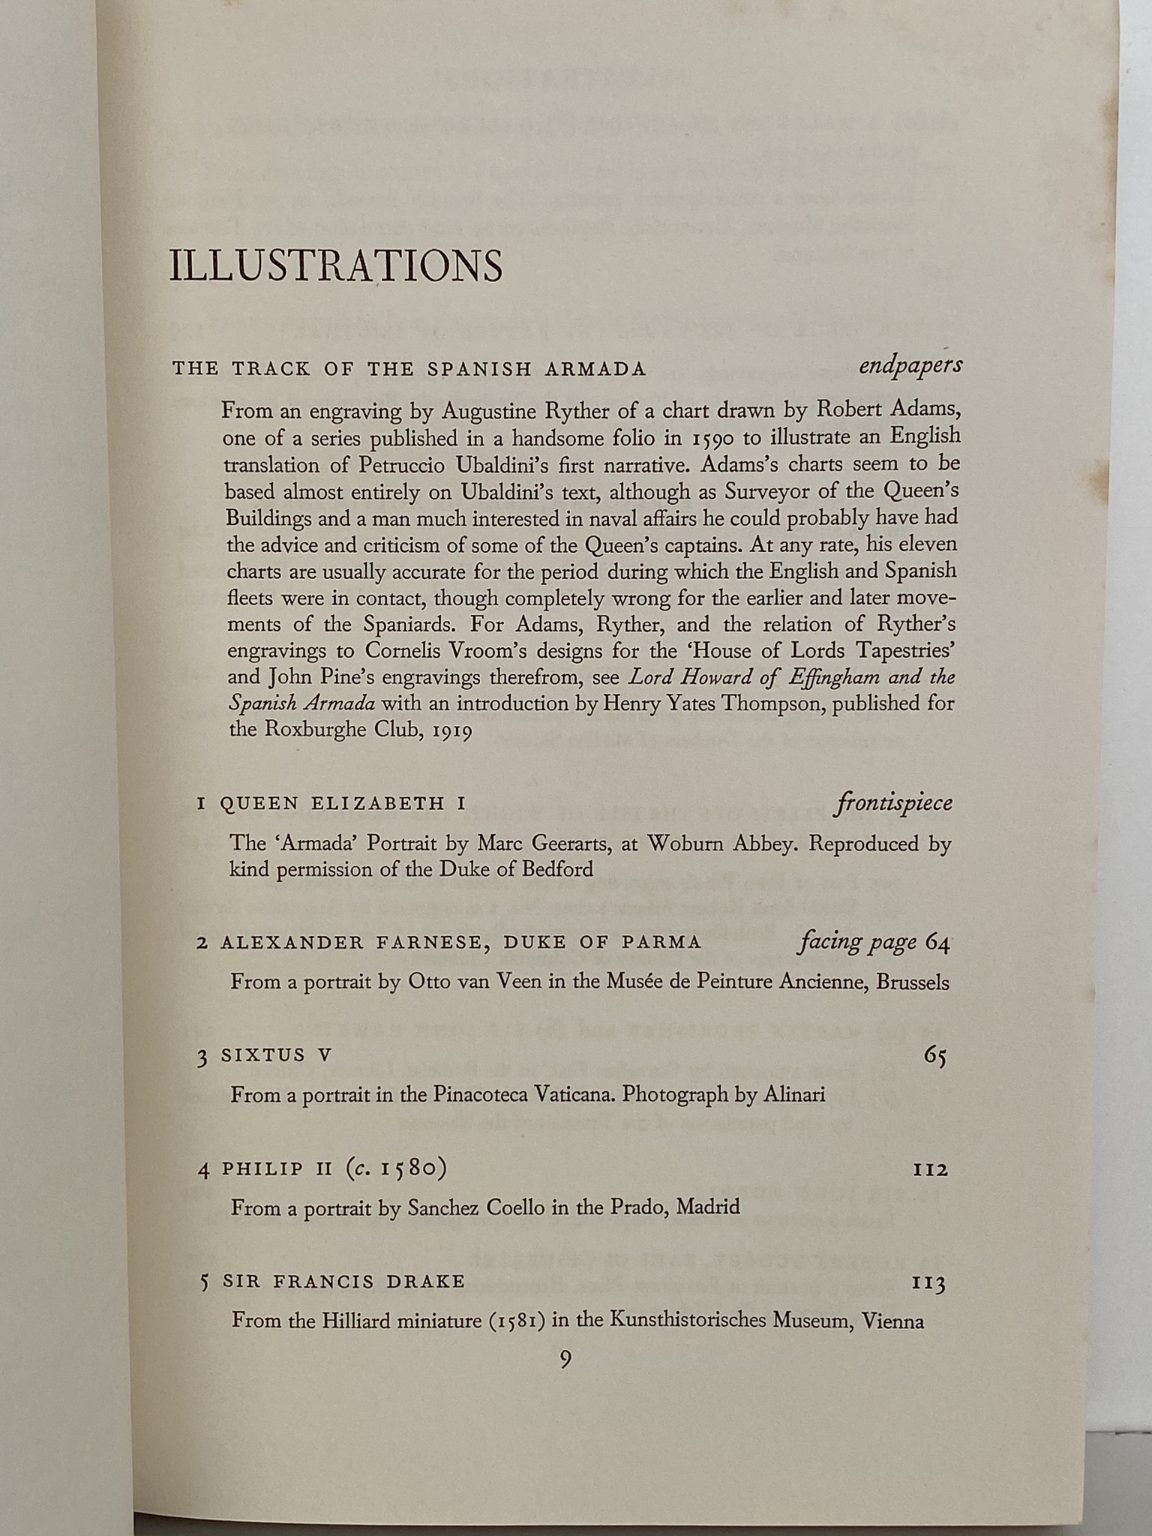 ILLUSTRATIONS
THE TRACK OF THE SPANISH ARMADA endpapers
From an engraving by Augustine Ryther of a chart drawn by Robert Adams,
one of a series published in a handsome folio in 1590 to illustrate an English
translation of Petruccio Ubaldini's first narrative. Adams's charts seem to be
based almost entirely on Ubaldini's text, although as Surveyor of the Queen's
Buildings and a man much interested in naval affairs he could probably have had
the advice and criticism of some of the Queen's captains. At any rate, his eleven
charts are usually accurate for the period during which the English and Spanish
fleets were in contact, though completely wrong for the earlier and later move-
ments of the Spaniards. For Adams, Ryther, and the relation of Ryther's
engravings to Cornelis Vroom's designs for the 'House of Lords Tapestries'
and John Pine's engravings therefrom, see Lord Howard of Effingham and the
Spanish Armada with an introduction by Henry Yates Thompson, published for
the Roxburghe Club, 1919
1 QUEEN ELIZABETH I frontispiece
The 'Armada' Portrait by Marc Geerarts, at Woburn Abbey. Reproduced by
kind permission of the Duke of Bedford
2 ALEXANDER FARNESE, DUKE OF PARMA facing page 64
From a portrait by Otto van Veen in the Musée de Peinture Ancienne, Brussels
3 SIXTUS V 65
From a portrait in the Pinacoteca Vaticana. Photograph by Alinari
4 PHILIP II (c. 1580) 112
From a portrait by Sanchez Coello in the Prado, Madrid
5 SIR FRANCIS DRAKE 113
From the Hilliard miniature (1581) in the Kunsthistorisches Museum, Vienna
9